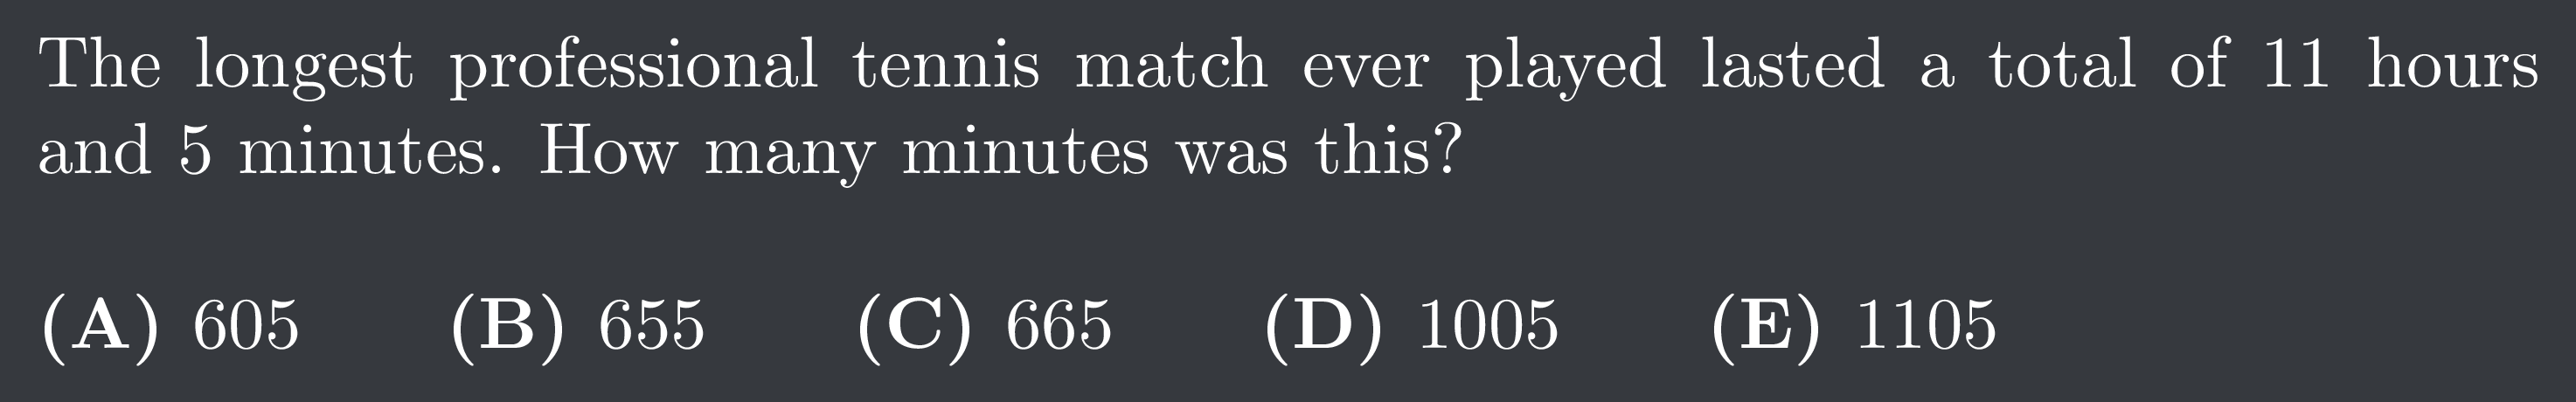 The longest professional tennis match ever played lasted a total of 11 hours
and 5 minutes. How many minutes was this?
(A) 605 (B) 655 (C) 665 (D) 1005 (E) 1105